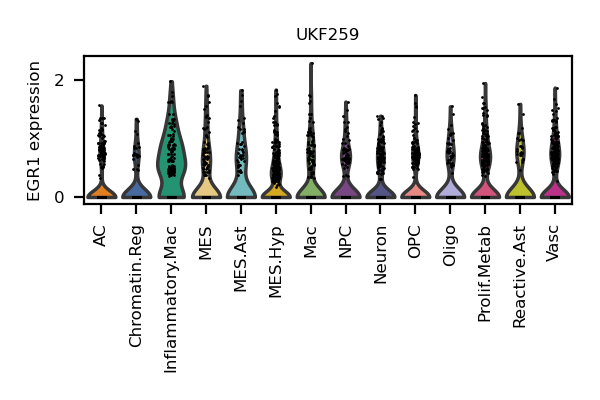 UKF259
EGR1 expression
2
0
AC
Chromatin.Reg
Inflammatory.Mac
MES
MES.Ast
MES.Hyp
Mac
NPC
Neuron
OPC
Oligo
Prolif.Metab
Reactive.Ast
Vasc